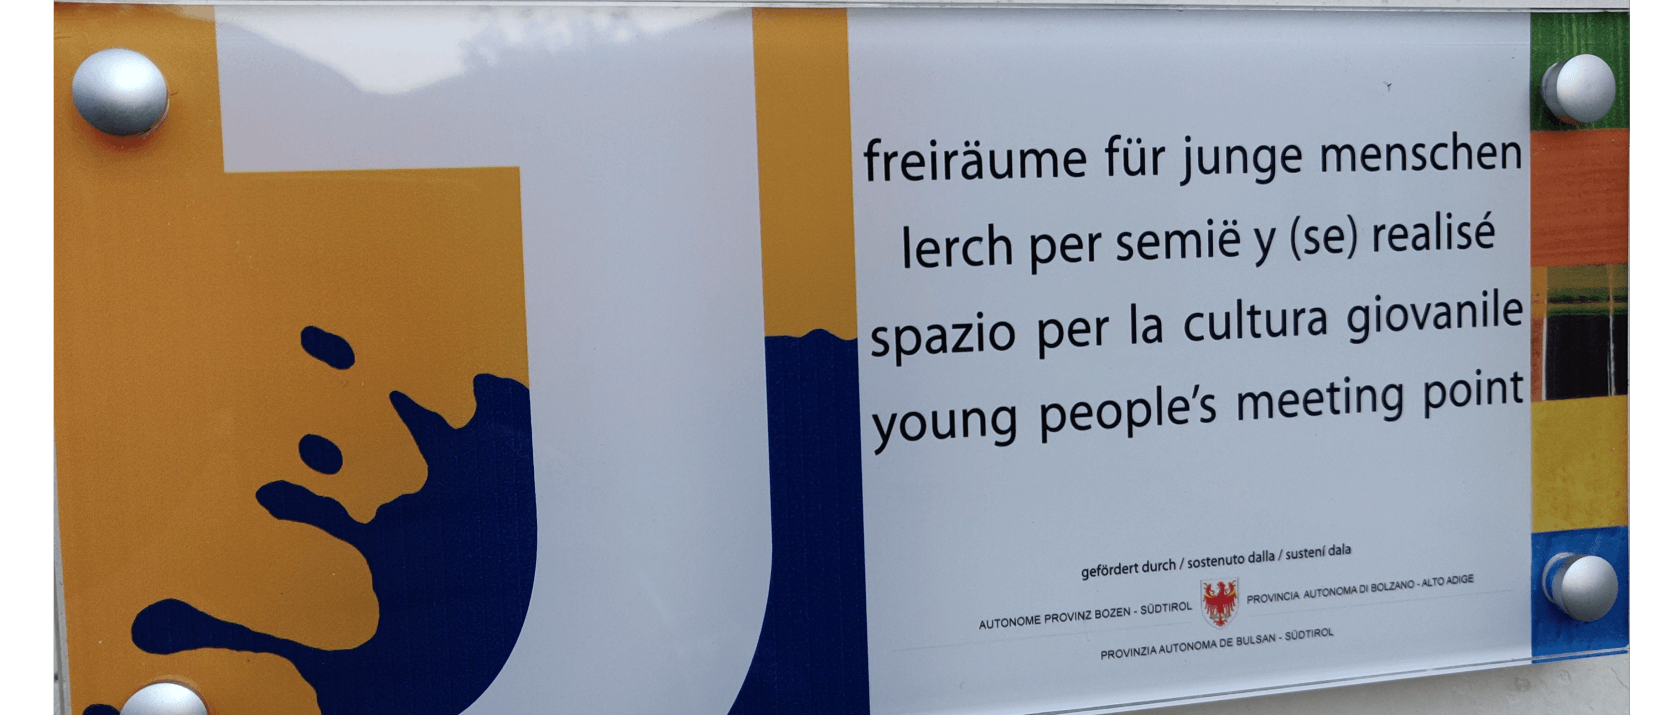 freiräume für junge menschen
lerch per semië y (se) realisé
spazio per la cultura giovanile
young people's meeting point
gefördert durch / sostenuto dalla / sustení dala
AUTONOME PROVINZ BOZEN - SÜDTIROL PROVINCIA AUTONOMA DI BOLZANO - ALTO ADIGE
PROVINZIA AUTONOMA DE BULSAN - SÜDTIROL